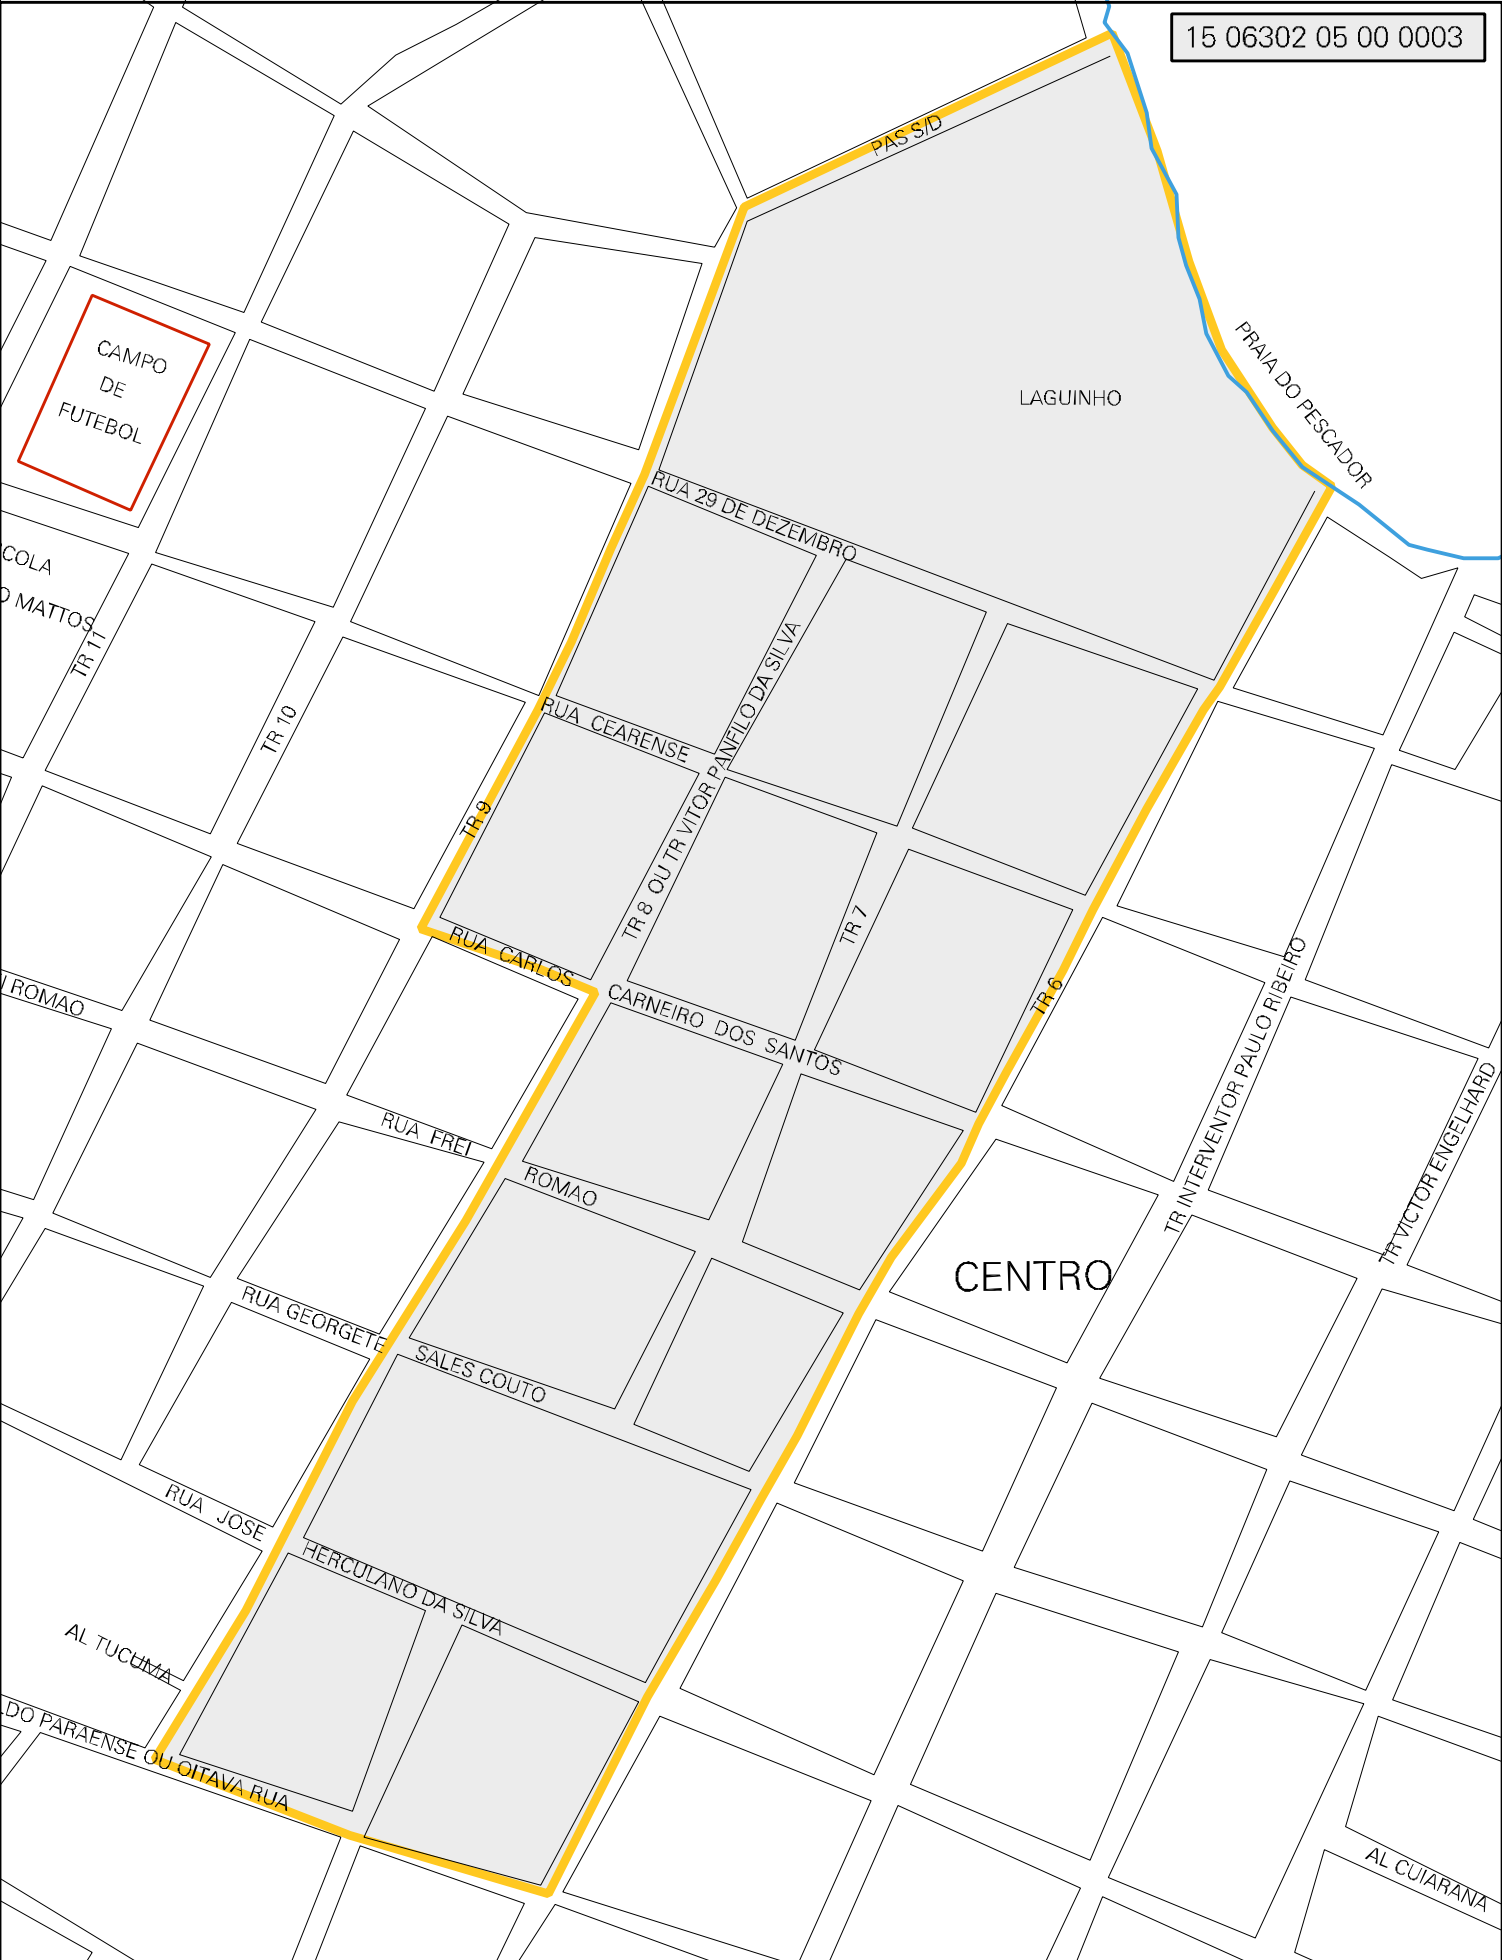 15 06302 05 00 0003
PAS S/D
PRAIA DO PESCADOR
CAMPO
DE
FUTEBOL
LAGUINHO
RUA 29 DE DEZEMBRO
COLA
O MATTOS
TR 11
TR 10
TR 9
RUA CEARENSE
TR 8 OU TR VITOR PANFILO DA SILVA
TR 7
TR 6
RUA CARLOS
CARNEIRO DOS SANTOS
I ROMAO
TR INTERVENTOR PAULO RIBEIRO
TR VICTOR ENGELHARD
RUA FREI
ROMAO
CENTRO
RUA GEORGETE
SALES COUTO
RUA JOSE
HERCULANO DA SILVA
AL TUCUMA
LDO PARAENSE OU OITAVA RUA
AL CUIARANA